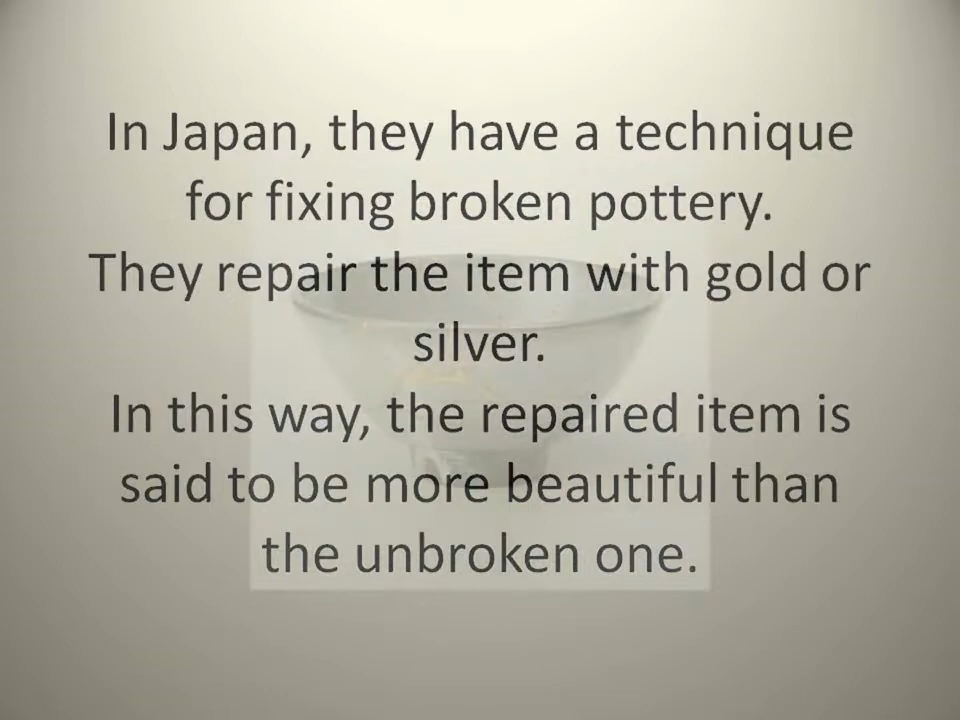 In Japan, they have a technique
for fixing broken pottery.
They repair the item with gold or
silver.
In this way, the repaired item is
said to be more beautiful than
the unbroken one.